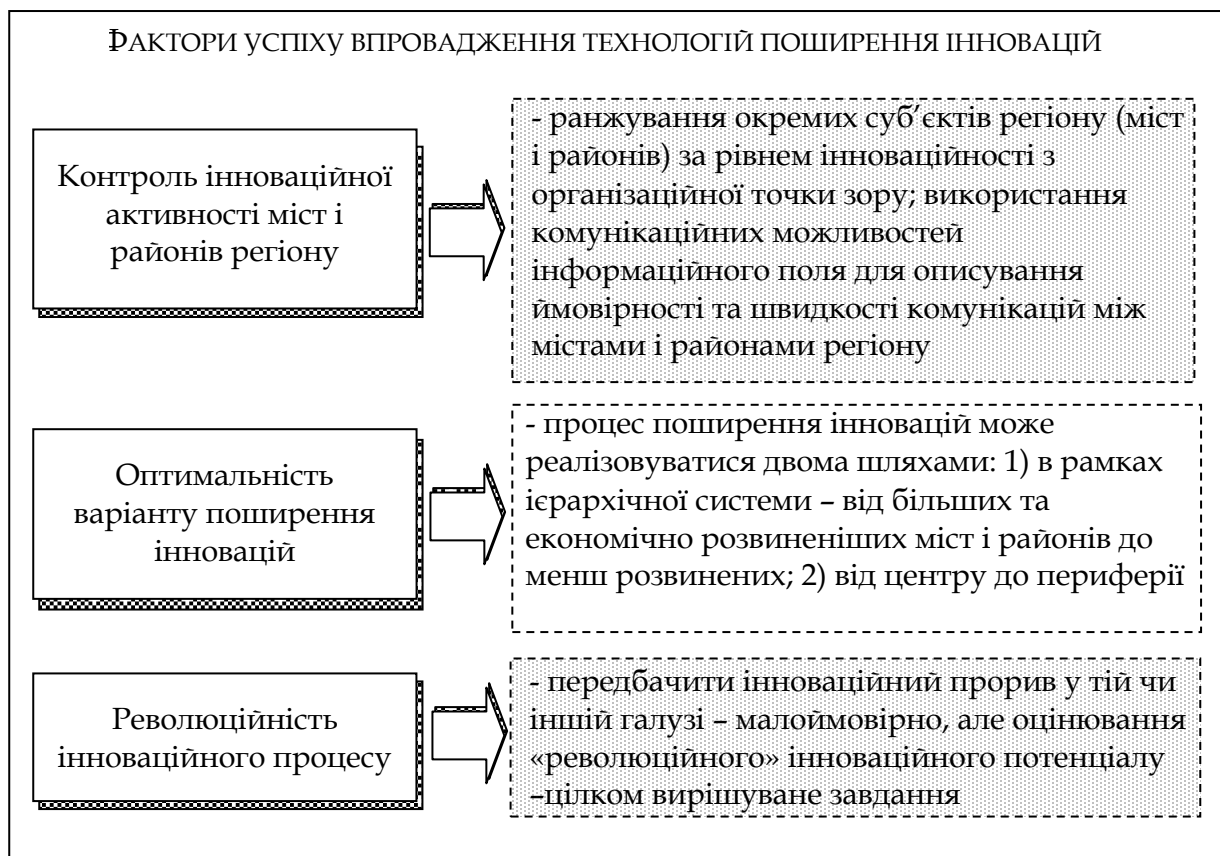 ФАКТОРИ УСПІХУ ВПРОВАДЖЕННЯ ТЕХНОЛОГІЙ ПОШИРЕННЯ ІННОВАЦІЙ
Контроль інноваційної
активності міст і
районів регіону
- ранжування окремих суб’єктів регіону (міст
і районів) за рівнем інноваційності з
організаційної точки зору; використання
комунікаційних можливостей
інформаційного поля для описування
ймовірності та швидкості комунікацій між
містами і районами регіону
Оптимальність
варіанту поширення
інновацій
- процес поширення інновацій може
реалізовуватися двома шляхами: 1) в рамках
ієрархічної системи – від більших та
економічно розвиненіших міст і районів до
менш розвинених; 2) від центру до периферії
Революційність
інноваційного процесу
- передбачити інноваційний прорив у тій чи
іншій галузі – малоймовірно, але оцінювання
«революційного» інноваційного потенціалу
–цілком вирішуване завдання